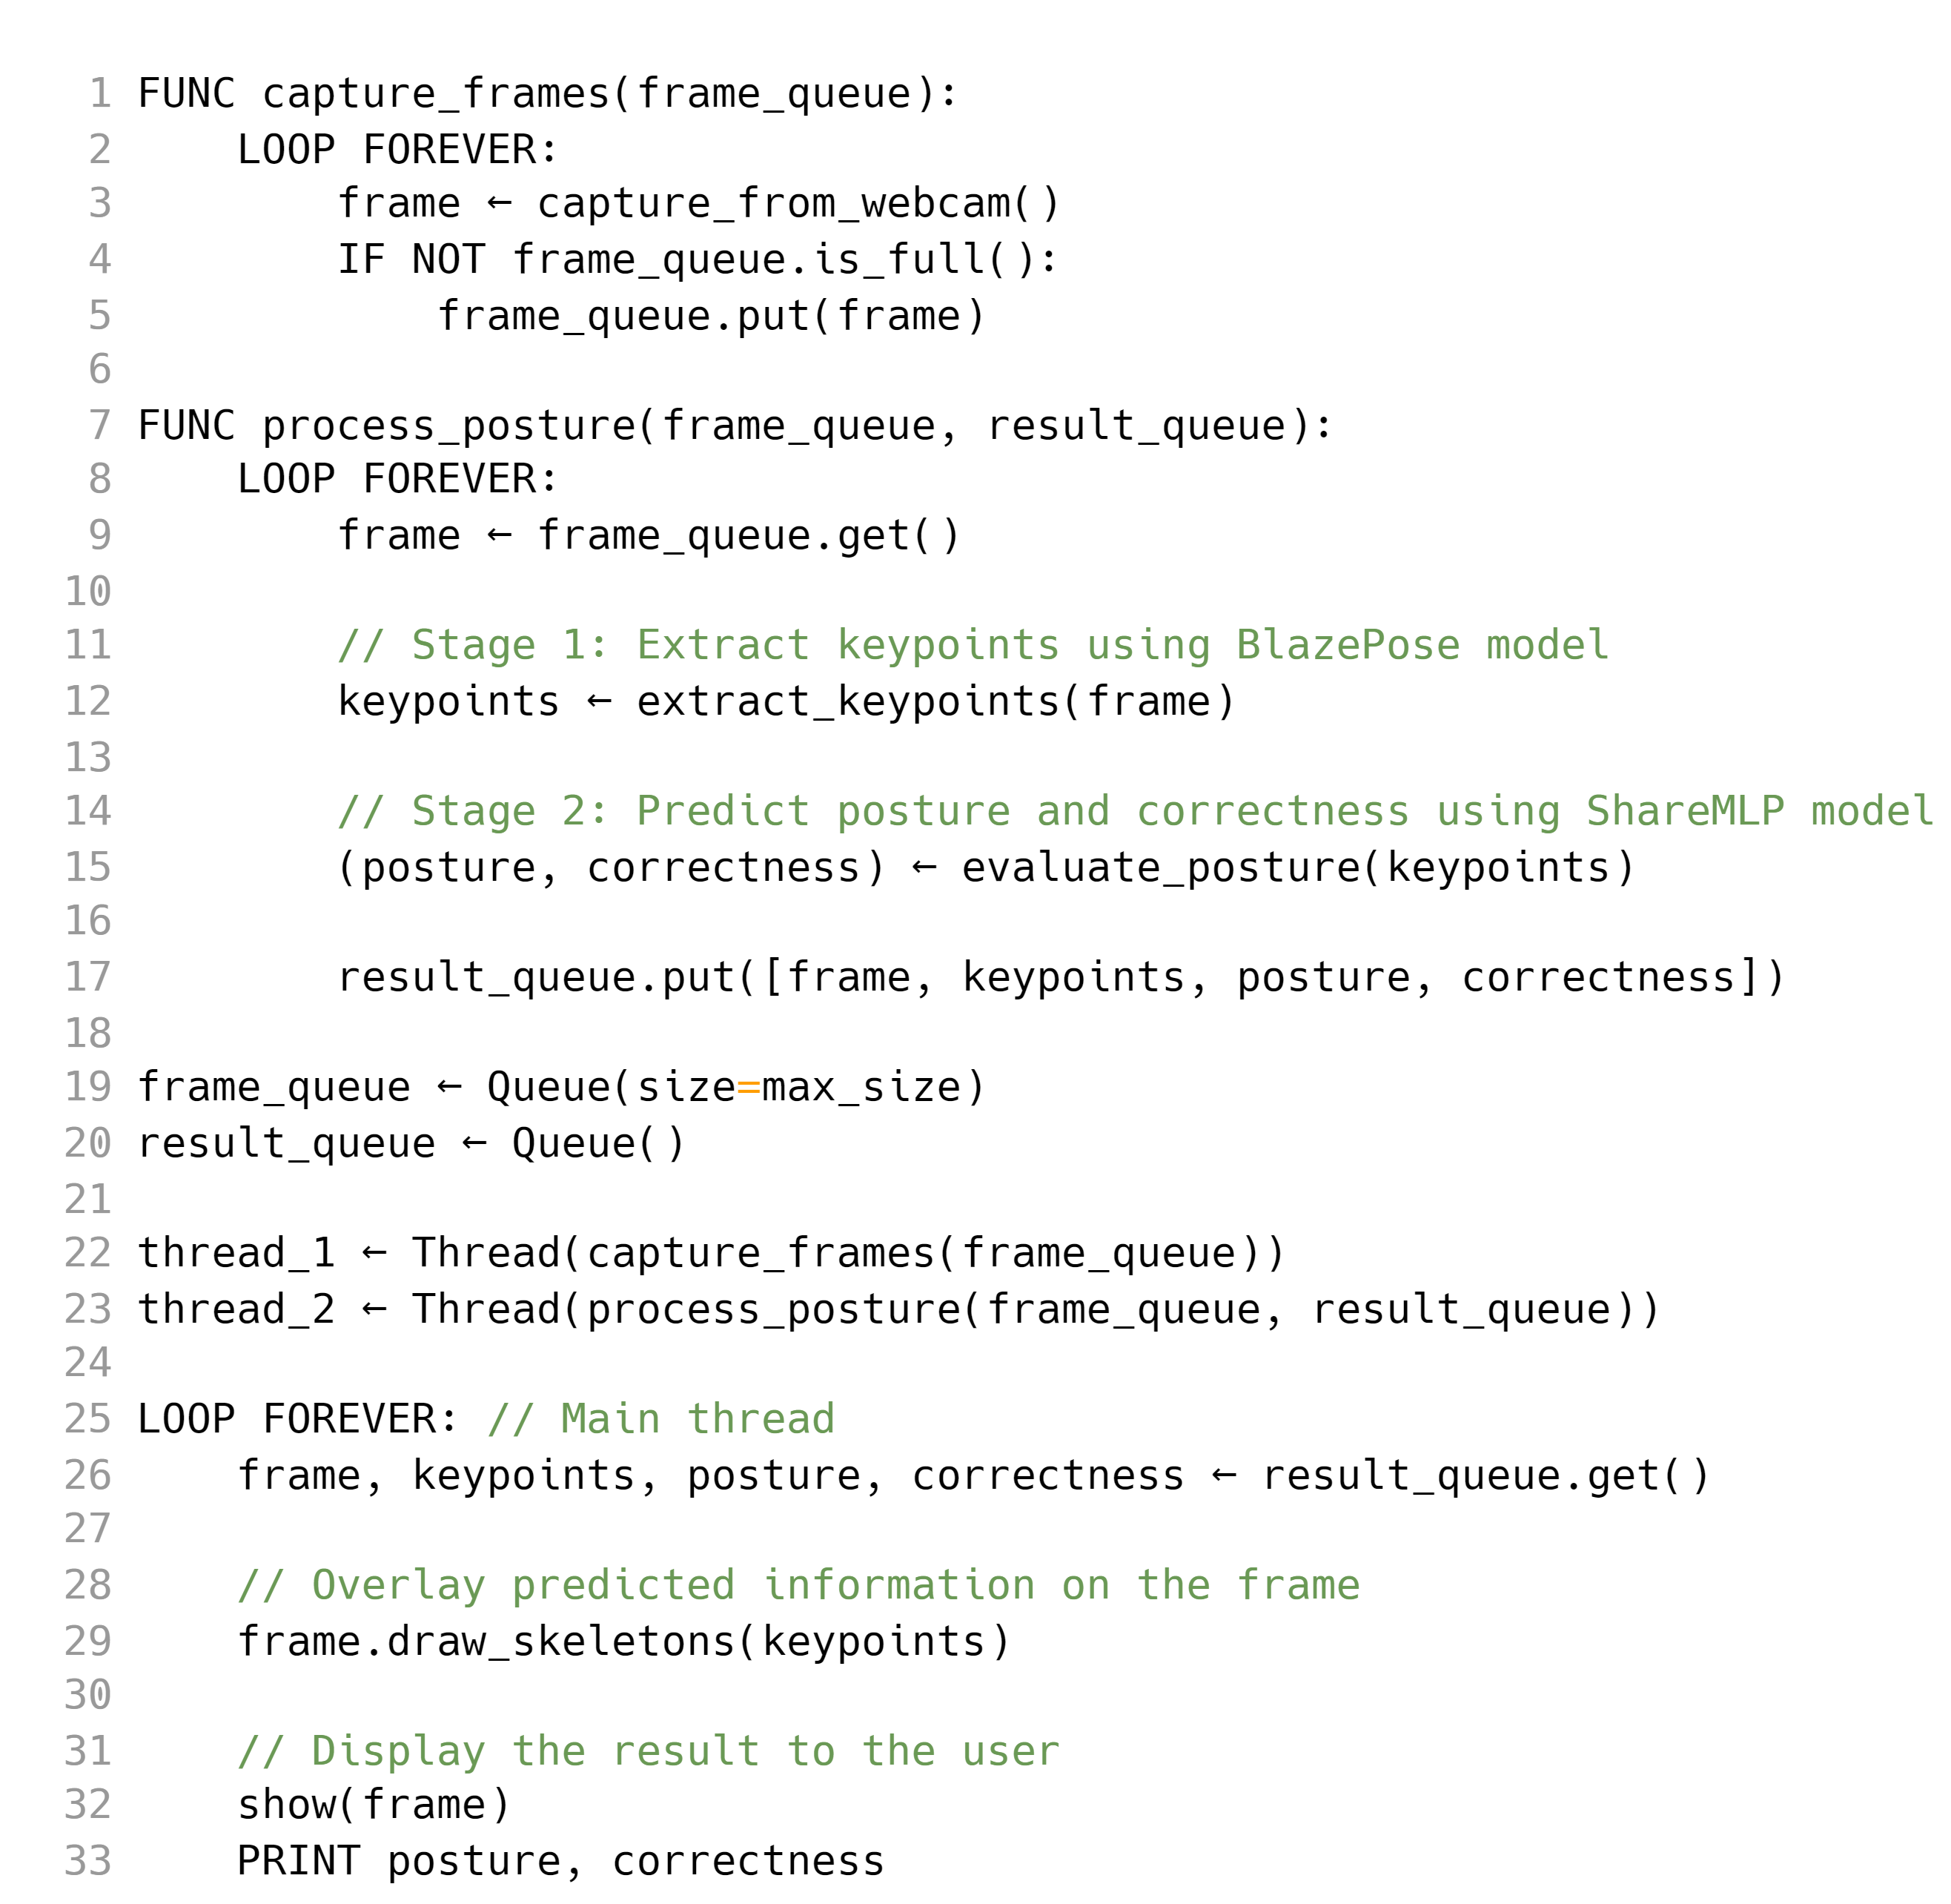 1 FUNC capture_frames(frame_queue):
2     LOOP FOREVER:
3         frame ← capture_from_webcam()
4         IF NOT frame_queue.is_full():
5             frame_queue.put(frame)
6
7 FUNC process_posture(frame_queue, result_queue):
8     LOOP FOREVER:
9         frame ← frame_queue.get()
10
11         // Stage 1: Extract keypoints using BlazePose model
12         keypoints ← extract_keypoints(frame)
13
14         // Stage 2: Predict posture and correctness using ShareMLP model
15         (posture, correctness) ← evaluate_posture(keypoints)
16
17         result_queue.put([frame, keypoints, posture, correctness])
18
19 frame_queue ← Queue(size=max_size)
20 result_queue ← Queue()
21
22 thread_1 ← Thread(capture_frames(frame_queue))
23 thread_2 ← Thread(process_posture(frame_queue, result_queue))
24
25 LOOP FOREVER: // Main thread
26     frame, keypoints, posture, correctness ← result_queue.get()
27
28     // Overlay predicted information on the frame
29     frame.draw_skeletons(keypoints)
30
31     // Display the result to the user
32     show(frame)
33     PRINT posture, correctness